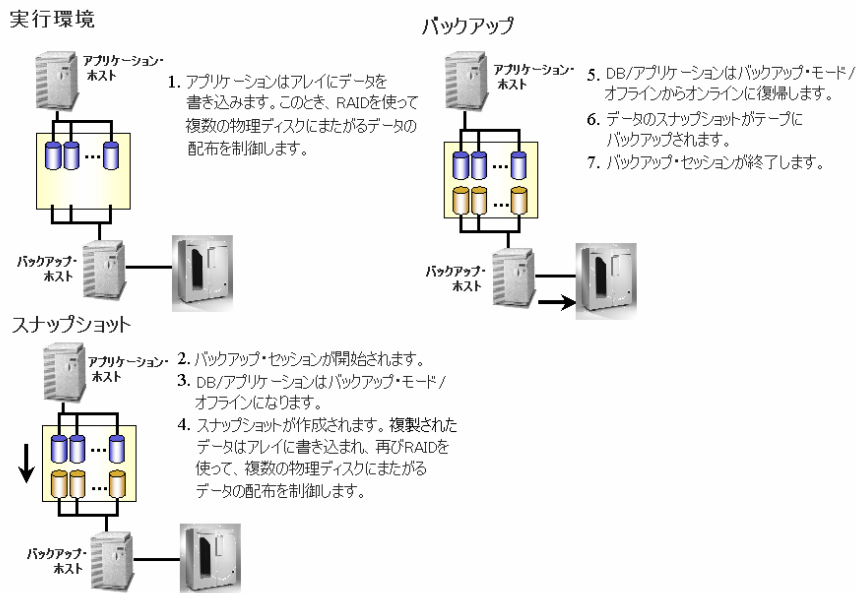 実行環境
アプリケーション・
ホスト
1. アプリケーションはアレイにデータを
書き込みます。このとき、RAIDを使って
複数の物理ディスクにまたがるデータの
配布を制御します。
バックアップ・
ホスト
スナップショット
アプリケーション・
ホスト
2. バックアップ・セッションが開始されます。
3. DB/アプリケーションはバックアップ・モード/
オフラインになります。
4. スナップショットが作成されます。複製された
データはアレイに書き込まれ、再びRAIDを
使って、複数の物理ディスクにまたがる
データの配布を制御します。
バックアップ・
ホスト
バックアップ
アプリケーション・
ホスト
5. DB/アプリケーションはバックアップ・モード/
オフラインからオンラインに復帰します。
6. データのスナップショットがテープに
バックアップされます。
7. バックアップ・セッションが終了します。
バックアップ・
ホスト